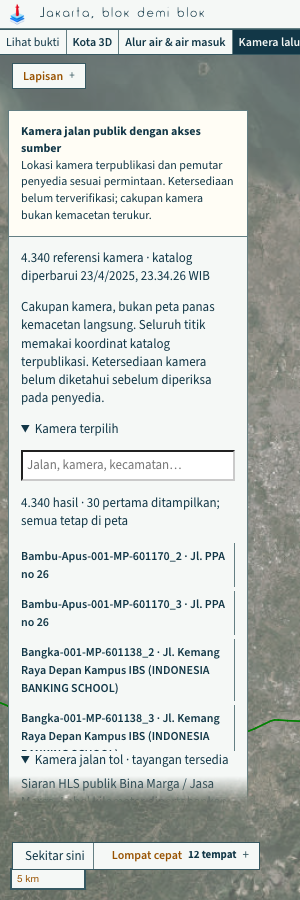 Jakarta, blok demi blok
Lihat bukti
Kota 3D
Alur air & air masuk
Kamera lalu
Lapisan +
Kamera jalan publik dengan akses
sumber
Lokasi kamera terpublikasi dan pemutar
penyedia sesuai permintaan. Ketersediaan
belum terverifikasi; cakupan kamera
bukan kemacetan terukur.
4.340 referensi kamera · katalog
diperbarui 23/4/2025, 23.34.26 WIB
Cakupan kamera, bukan peta panas
kemacetan langsung. Seluruh titik
memakai koordinat katalog
terpublikasi. Ketersediaan kamera
belum diketahui sebelum diperiksa
pada penyedia.
▼ Kamera terpilih
Jalan, kamera, kecamatan…
4.340 hasil · 30 pertama ditampilkan;
semua tetap di peta
Bambu-Apus-001-MP-601170_2 · Jl. PPA
no 26
Bambu-Apus-001-MP-601170_3 · Jl. PPA
no 26
Bangka-001-MP-601138_2 · Jl. Kemang
Raya Depan Kampus IBS (INDONESIA
BANKING SCHOOL)
Bangka-001-MP-601138_3 · Jl. Kemang
Raya Depan Kampus IBS (INDONESIA
▼ Kamera jalan tol · tayangan tersedia
Siaran HLS publik Bina Marga / Jasa
Sekitar sini
Lompat cepat 12 tempat +
5 km